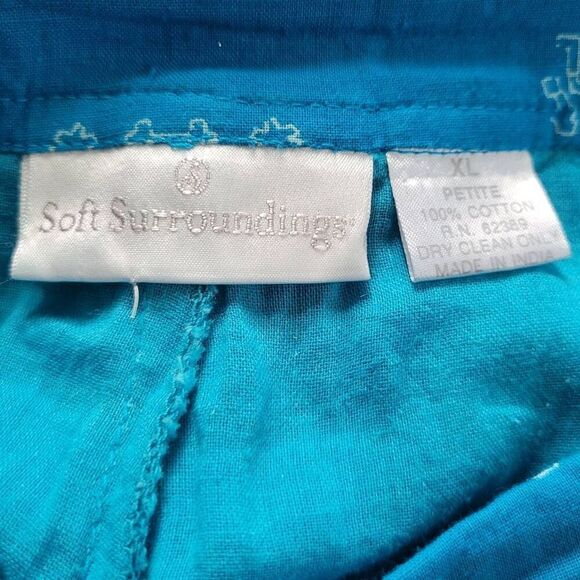 Soft Surroundings
XL
PETITE
100% COTTON
R.N. 62389
DRY CLEAN ONLY
MADE IN INDIA